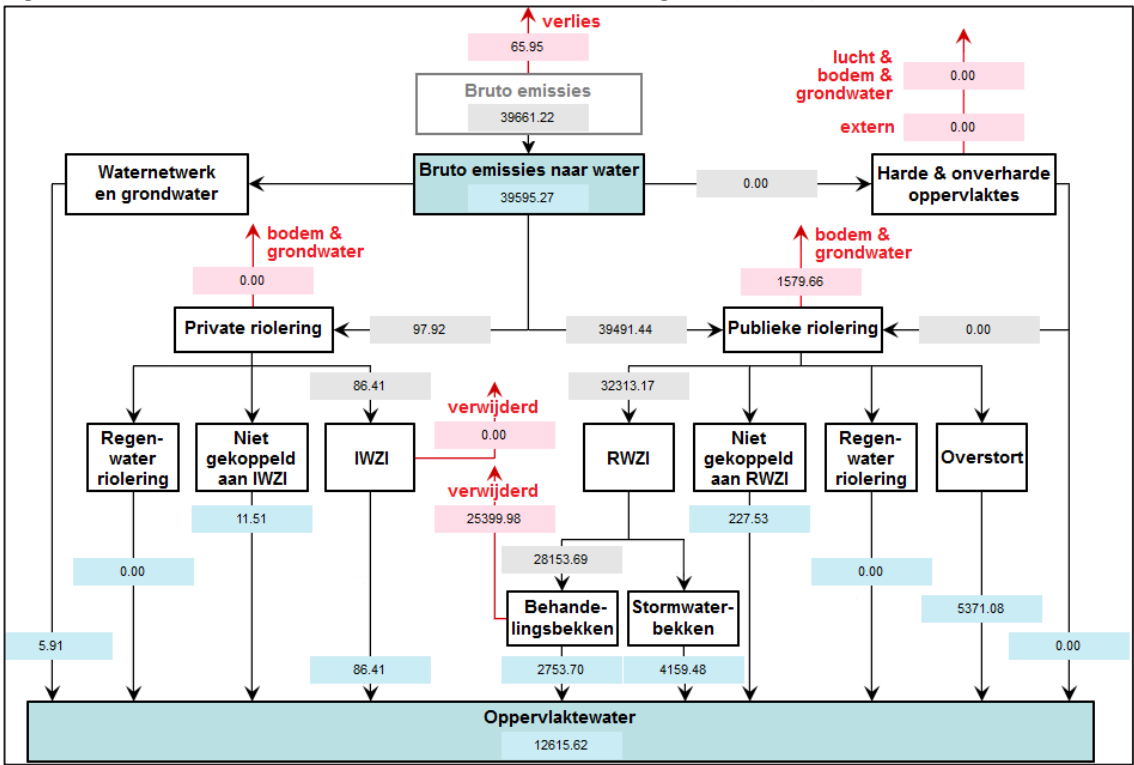 verlies
65.95
Bruto emissies
39661.22
lucht &
bodem &
grondwater
0.00
extern
0.00
Waternetwerk
en grondwater
Bruto emissies naar water
39595.27
0.00
Harde & onverharde
oppervlaktes
bodem &
grondwater
0.00
bodem &
grondwater
1579.66
Private riolering
97.92
39491.44
Publieke riolering
0.00
86.41
32313.17
verwijderd
0.00
Regen-
water
riolering
Niet
gekoppeld
aan IWZI
IWZI
RWZI
Niet
gekoppeld
aan RWZI
Regen-
water
riolering
Overstort
verwijderd
25399.98
11.51
227.53
0.00
28153.69
0.00
Behande-
lingsbekken
Stormwater-
bekken
5371.08
5.91
86.41
2753.70
4159.48
0.00
Oppervlaktewater
12615.62